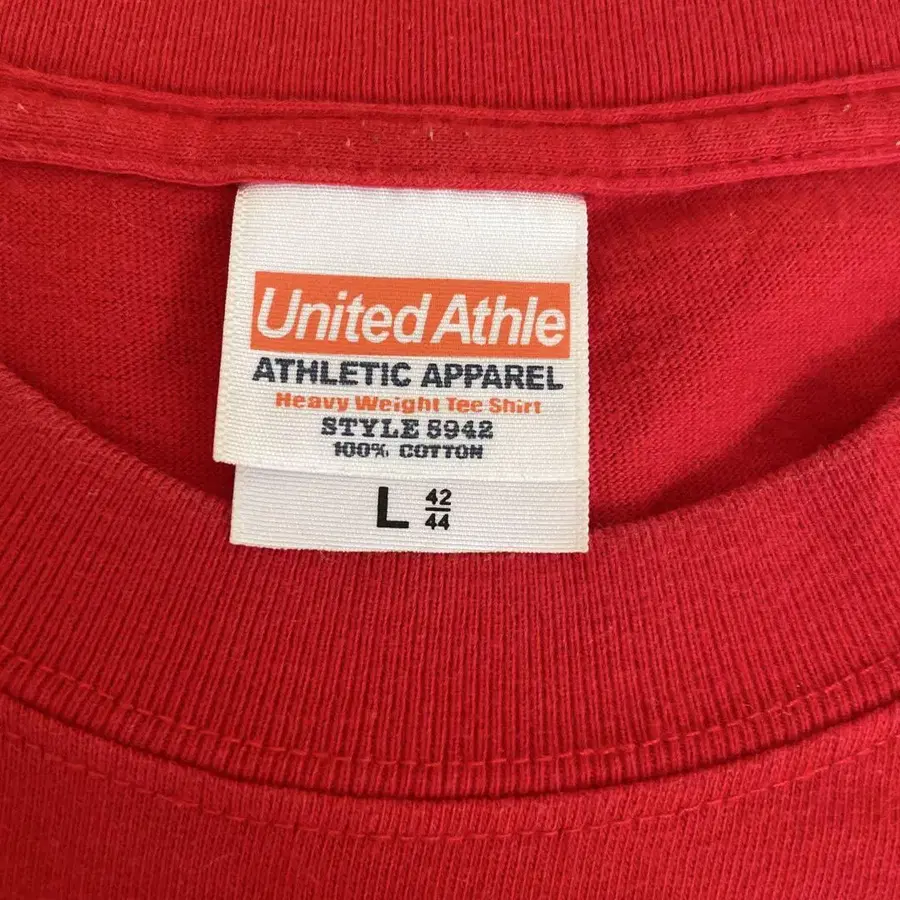 United Athle
ATHLETIC APPAREL
Heavy Weight Tee Shirt
STYLE 5942
100% COTTON
L 42/44